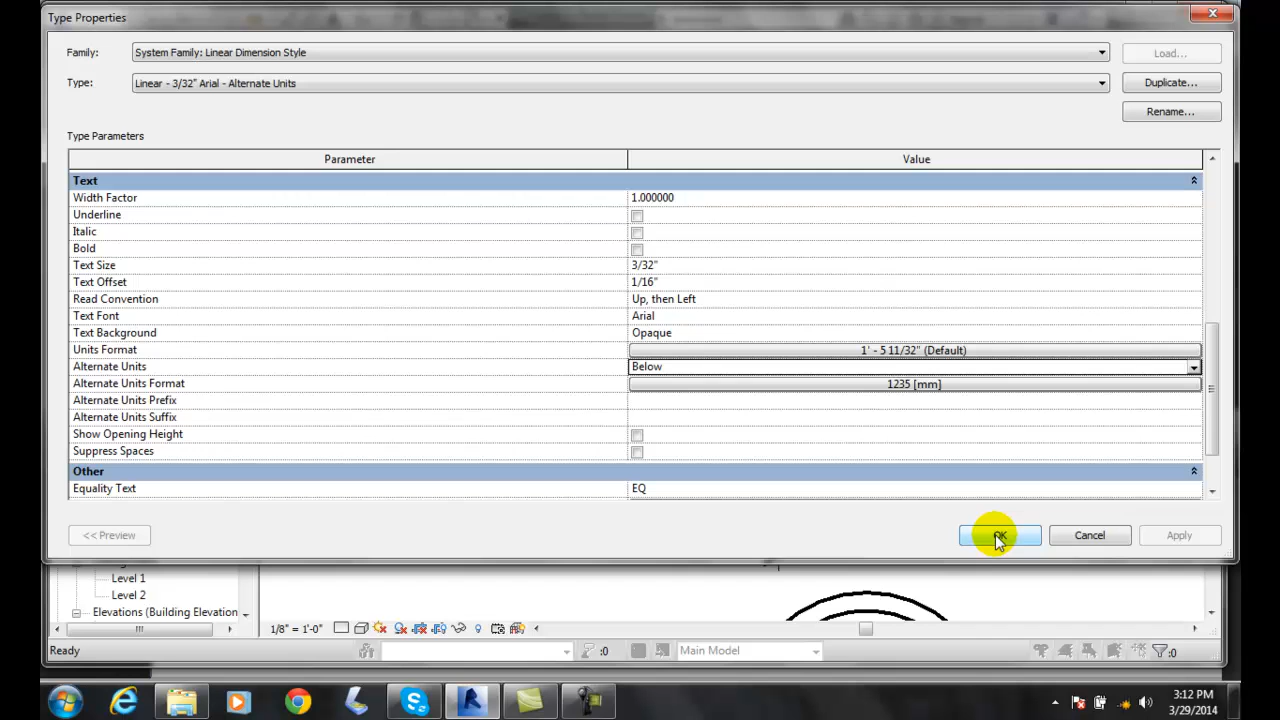 Type Properties
Family: System Family: Linear Dimension Style Load...
Type: Linear - 3/32" Arial - Alternate Units Duplicate...
Rename...
Type Parameters
Parameter Value
Text
Width Factor 1.000000
Underline
Italic
Bold
Text Size 3/32"
Text Offset 1/16"
Read Convention Up, then Left
Text Font Arial
Text Background Opaque
Units Format 1' - 5 11/32" (Default)
Alternate Units Below
Alternate Units Format 1235 [mm]
Alternate Units Prefix
Alternate Units Suffix
Show Opening Height
Suppress Spaces
Other
Equality Text EQ
<< Preview OK Cancel Apply
Level 1
Level 2
Elevations (Building Elevation
1/8" = 1'-0"
Ready :0 Main Model :0
3:12 PM
3/29/2014